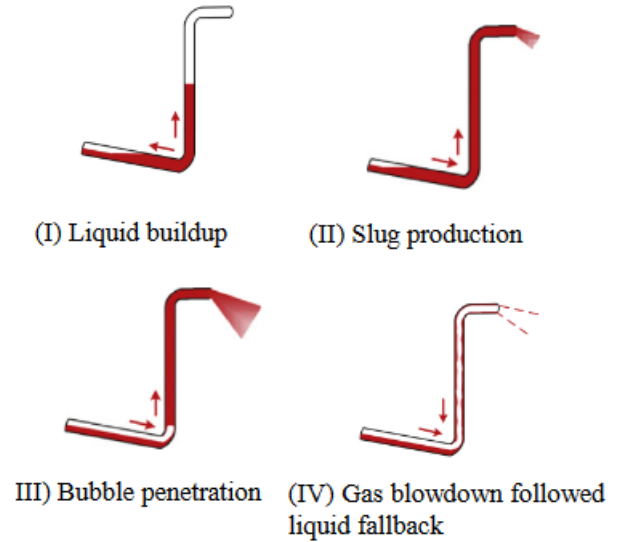 (I) Liquid buildup
(II) Slug production
III) Bubble penetration
(IV) Gas blowdown followed
liquid fallback